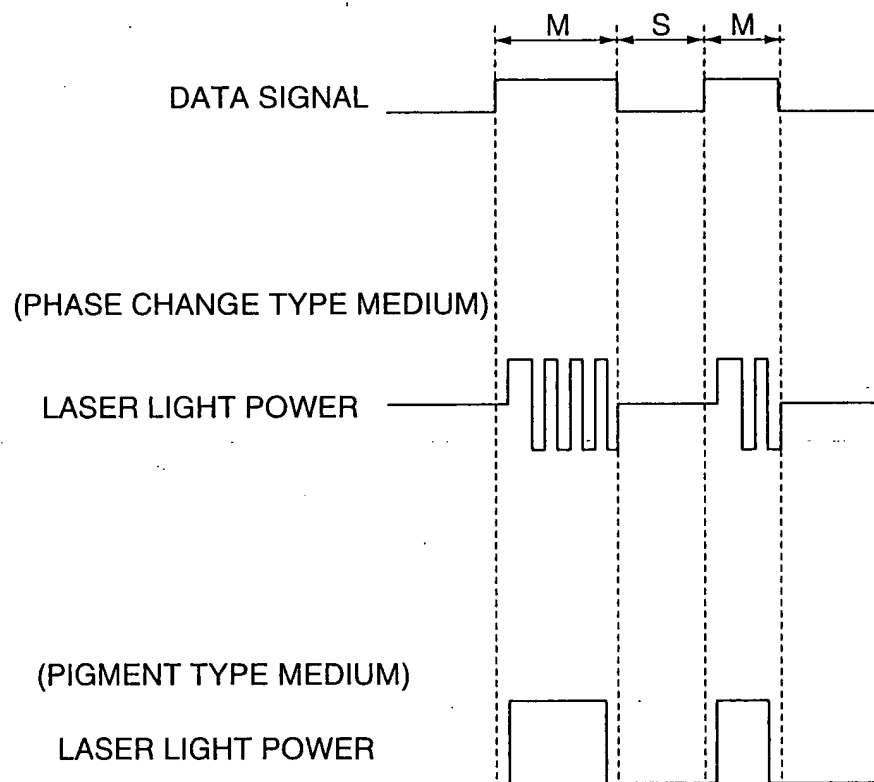 M S M
DATA SIGNAL
(PHASE CHANGE TYPE MEDIUM)
LASER LIGHT POWER
(PIGMENT TYPE MEDIUM)
LASER LIGHT POWER